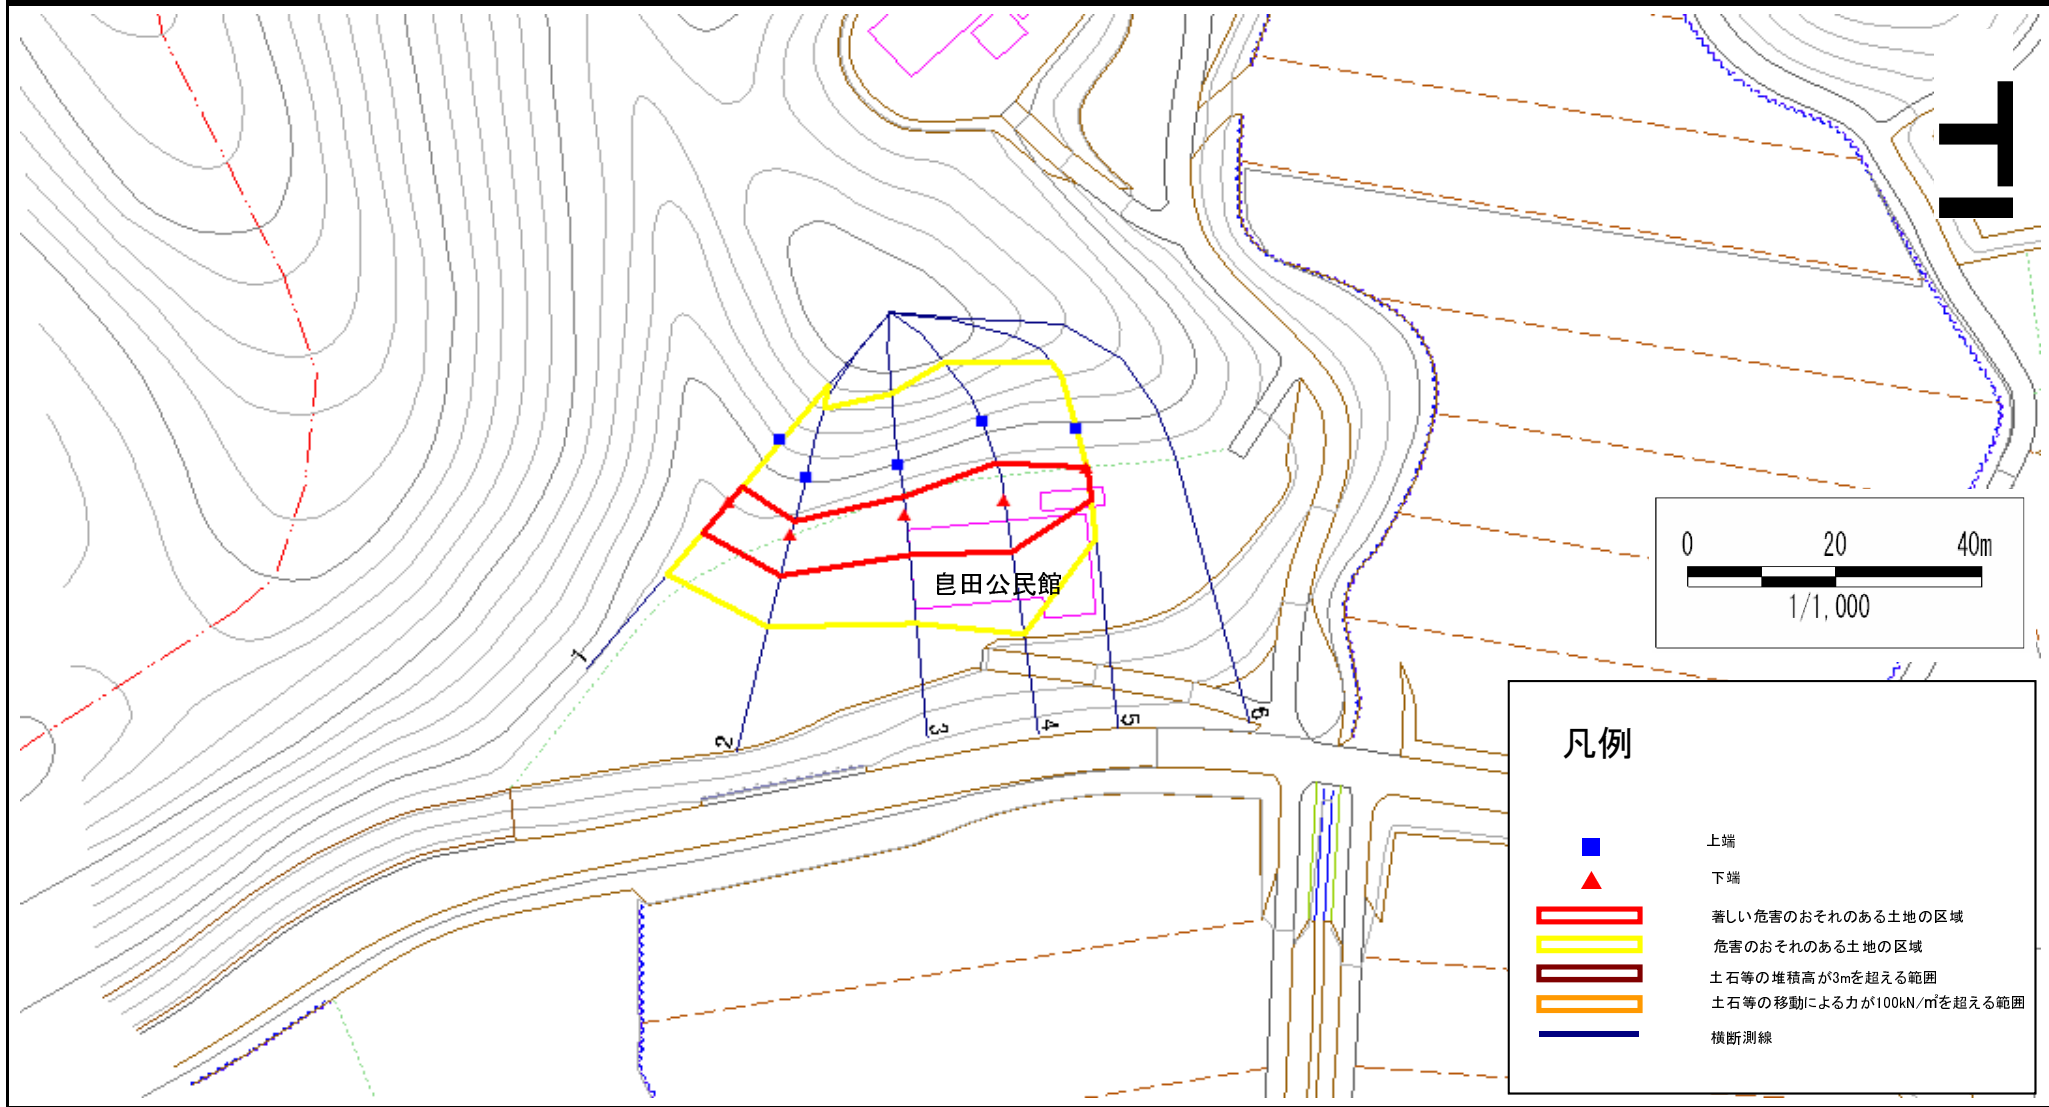 0 20 40m
1/1,000
皀田公民館
1
2
3
4
5
6
凡例
上端
下端
著しい危害のおそれのある土地の区域
危害のおそれのある土地の区域
土石等の堆積高が3mを超える範囲
土石等の移動による力が100kN/㎡を超える範囲
横断測線